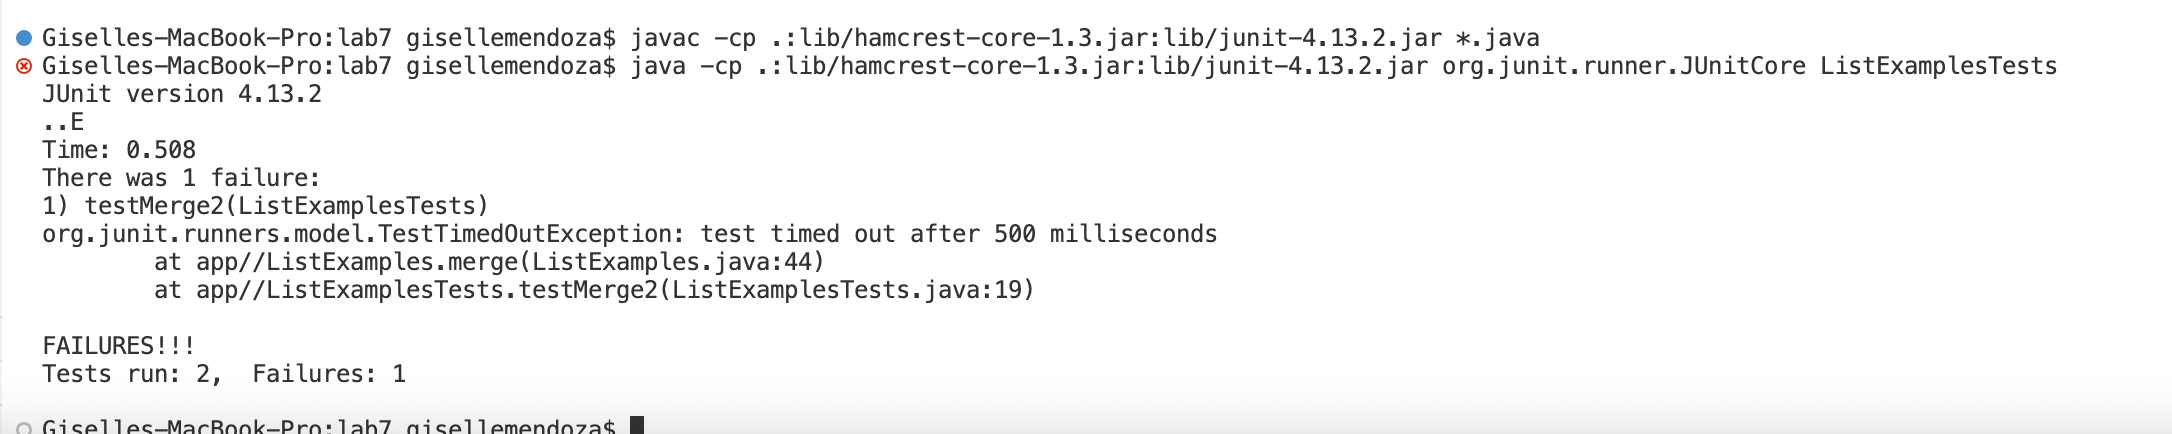 Giselles-MacBook-Pro:lab7 gisellemendoza$ javac -cp .:lib/hamcrest-core-1.3.jar:lib/junit-4.13.2.jar *.java
Giselles-MacBook-Pro:lab7 gisellemendoza$ java -cp .:lib/hamcrest-core-1.3.jar:lib/junit-4.13.2.jar org.junit.runner.JUnitCore ListExamplesTests
JUnit version 4.13.2
..E
Time: 0.508
There was 1 failure:
1) testMerge2(ListExamplesTests)
org.junit.runners.model.TestTimedOutException: test timed out after 500 milliseconds
        at app//ListExamples.merge(ListExamples.java:44)
        at app//ListExamplesTests.testMerge2(ListExamplesTests.java:19)

FAILURES!!!
Tests run: 2,  Failures: 1

Giselles-MacBook-Pro:lab7 gisellemendoza$